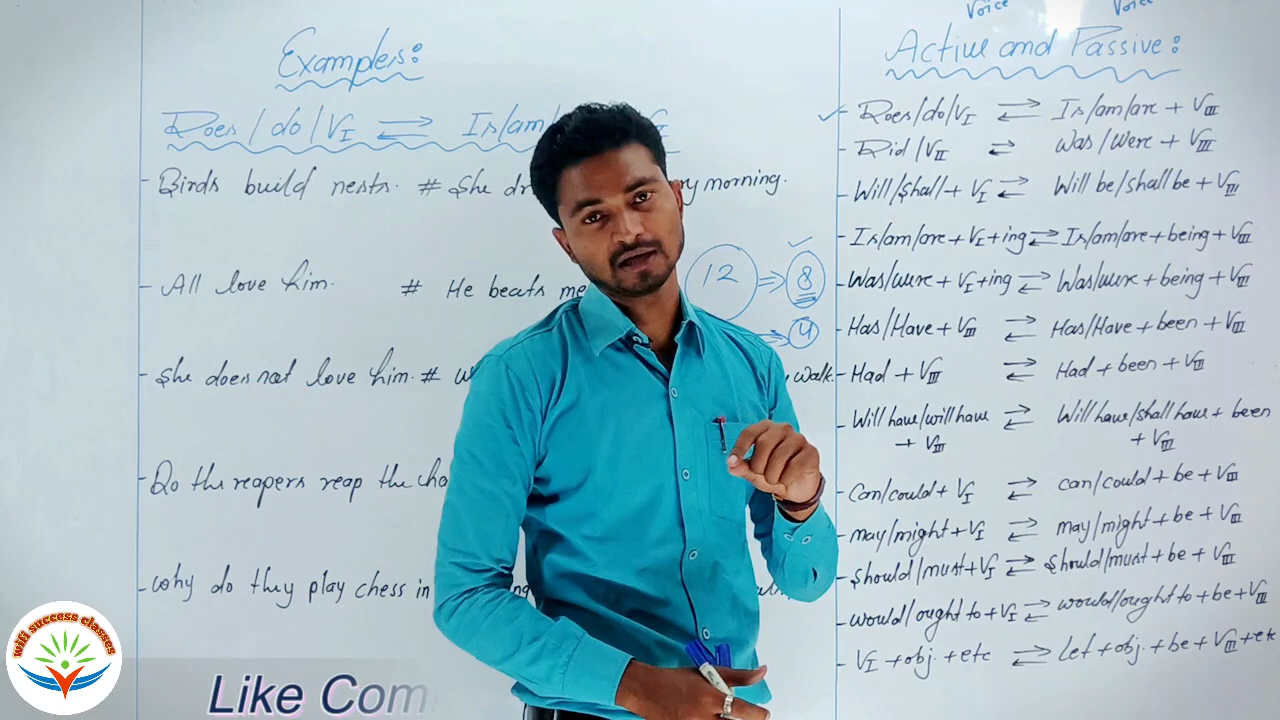 Examples:
Does/do/VI ⇌ Is/am/
Birds build nests. # She ry morning.
All love him. # He beats me
She does not love him. # walk.
Do the reapers reap the
Why do they play chess in
12 ⇒ 8
4
Voice Voice
Active and Passive:
✓ Does/do/VI ⇌ Is/am/are + VIII
- Did/VII ⇌ Was/Were + VIII
- Will/Shall + VI ⇌ Will be/shall be + VIII
- Is/am/are + VI + ing ⇌ Is/am/are + being + VIII
- Was/were + VI + ing ⇌ Was/were + being + VIII
- Has/Have + VIII ⇌ Has/Have + been + VIII
- Had + VIII ⇌ Had + been + VIII
- Will have/will have ⇌ Will have/shall have + been
+ VIII + VIII
- Can/could + VI ⇌ can/could + be + VIII
- may/might + VI ⇌ may/might + be + VIII
- Should/must + VI ⇌ Should/must + be + VIII
- would/ought to + VI ⇌ would/ought to + be + VIII
- VI + obj. + etc ⇌ Let + obj. + be + VIII + etc
wifi success classes
Like Com